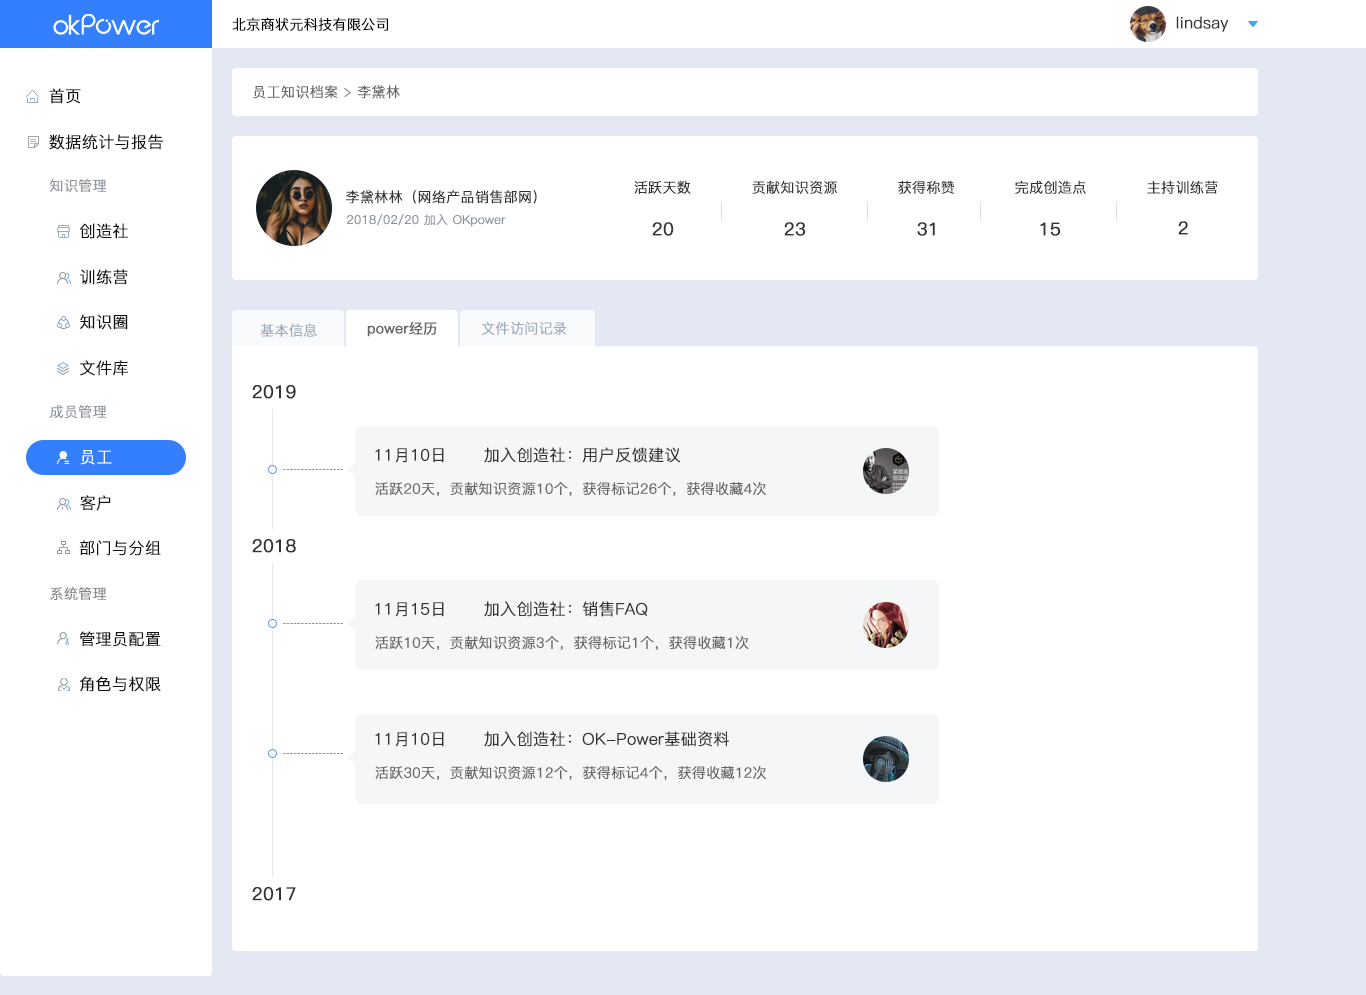 okPower
北京商状元科技有限公司
lindsay
首页
数据统计与报告
知识管理
创造社
训练营
知识圈
文件库
成员管理
员工
客户
部门与分组
系统管理
管理员配置
角色与权限
员工知识档案 > 李黛林
李黛林林（网络产品销售部网）
2018/02/20 加入 OKpower
活跃天数
20
贡献知识资源
23
获得称赞
31
完成创造点
15
主持训练营
2
基本信息
power经历
文件访问记录
2019
11月10日 加入创造社：用户反馈建议
活跃20天，贡献知识资源10个，获得标记26个，获得收藏4次
2018
11月15日 加入创造社：销售FAQ
活跃10天，贡献知识资源3个，获得标记1个，获得收藏1次
11月10日 加入创造社：OK-Power基础资料
活跃30天，贡献知识资源12个，获得标记4个，获得收藏12次
2017